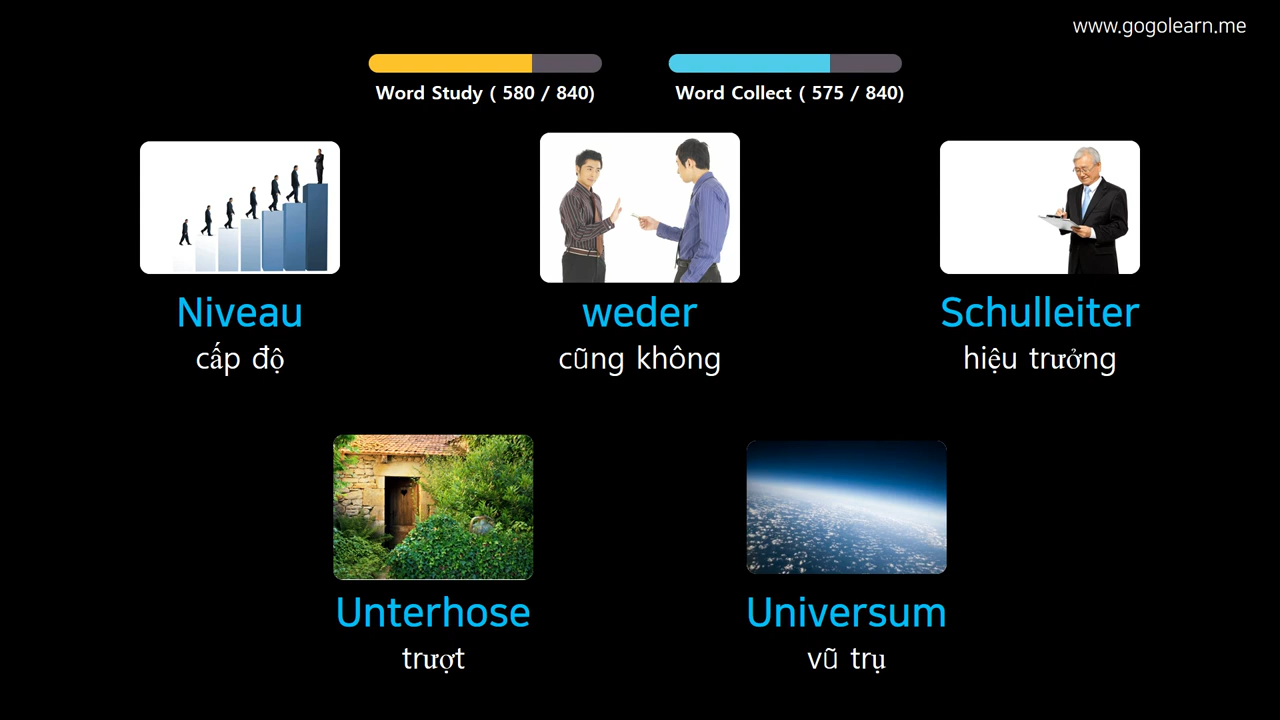 www.gogolearn.me
Word Study ( 580 / 840)
Word Collect ( 575 / 840)
Niveau
cấp độ
weder
cũng không
Schulleiter
hiệu trưởng
Unterhose
trượt
Universum
vũ trụ